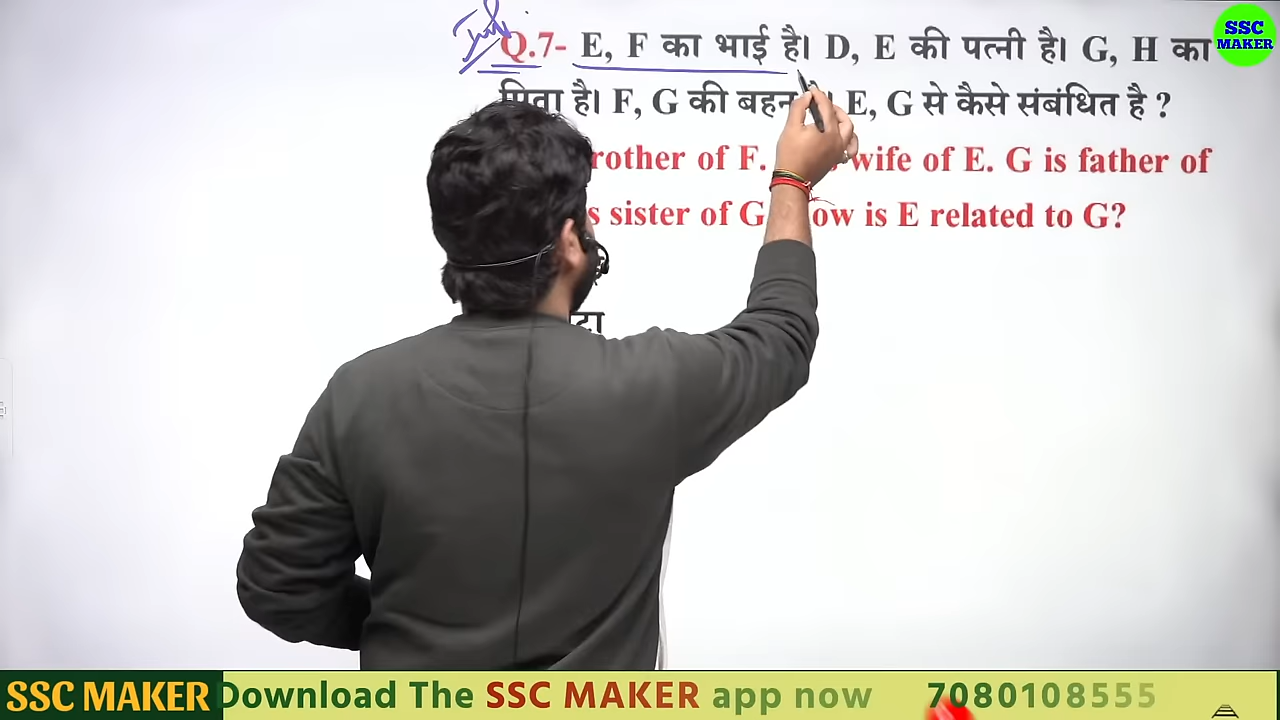 SSC
MAKER
Q.7- E, F का भाई है। D, E की पत्नी है। G, H का
पिता है। F, G की बहन है। E, G से कैसे संबंधित है ?
rother of F. wife of E. G is father of
s sister of G ow is E related to G?
टा
SSC MAKER Download The SSC MAKER app now 7080108555